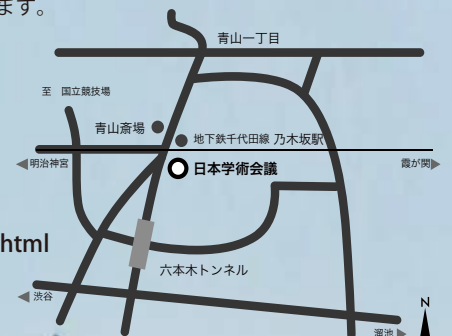 ます。
青山一丁目
至　国立競技場
青山斎場
地下鉄千代田線 乃木坂駅
明治神宮
霞が関
日本学術会議
html
六本木トンネル
渋谷
N
溜池